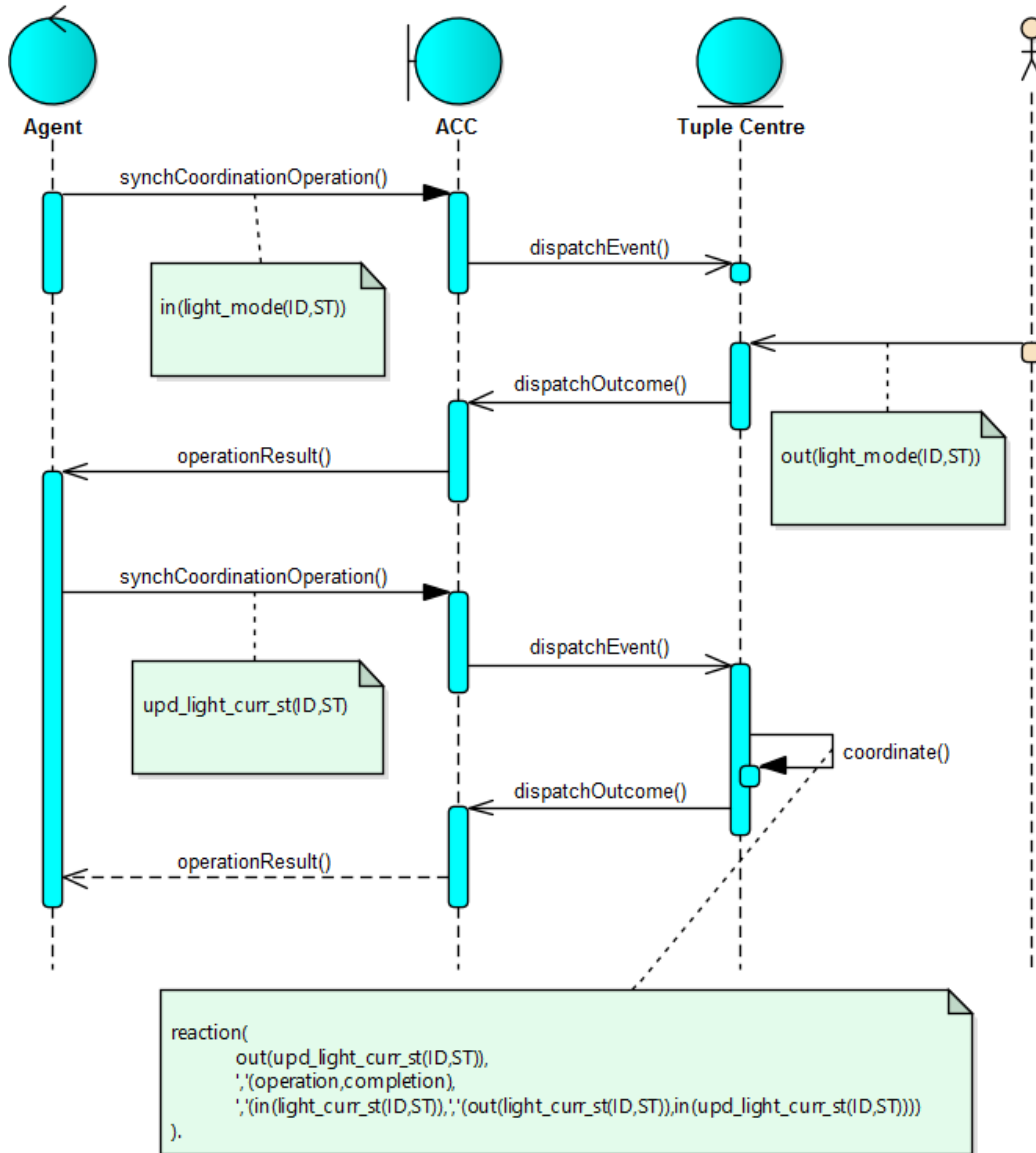 Agent
ACC
Tuple Centre
synchCoordinationOperation()
dispatchEvent()
in(light_mode(ID,ST))
dispatchOutcome()
operationResult()
out(light_mode(ID,ST))
synchCoordinationOperation()
dispatchEvent()
upd_light_curr_st(ID,ST)
coordinate()
dispatchOutcome()
operationResult()
reaction(
out(upd_light_curr_st(ID,ST)),
','(operation,completion),
','(in(light_curr_st(ID,ST)),','(out(light_curr_st(ID,ST)),in(upd_light_curr_st(ID,ST))))
).